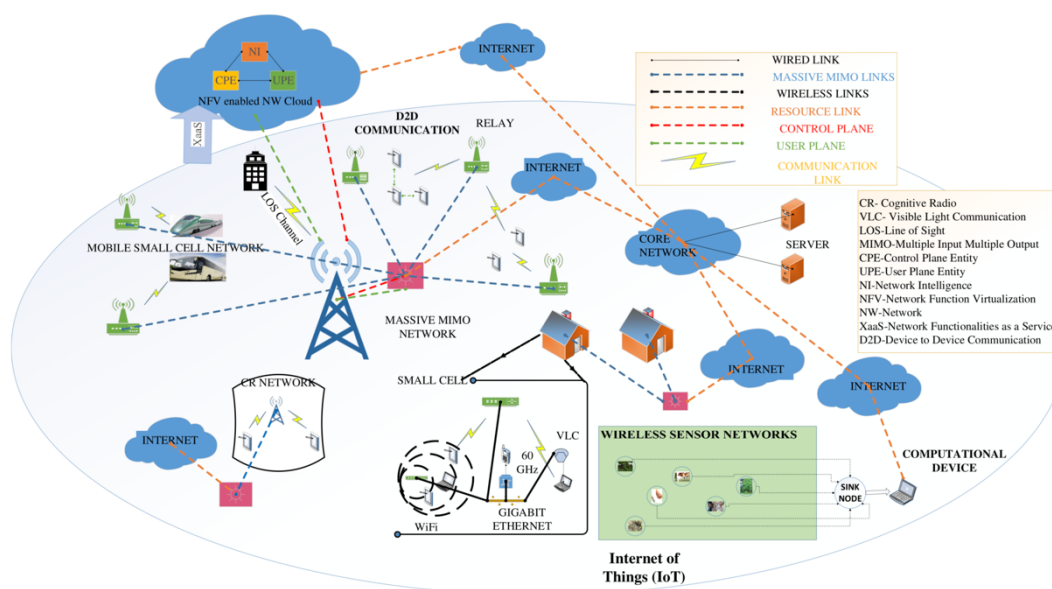 NI
CPE
UPE
NFV enabled NW Cloud
XaaS
INTERNET
D2D
COMMUNICATION
RELAY
LOS Channel
INTERNET
MOBILE SMALL CELL NETWORK
MASSIVE MIMO
NETWORK
CORE
NETWORK
SERVER
WIRED LINK
MASSIVE MIMO LINKS
WIRELESS LINKS
RESOURCE LINK
CONTROL PLANE
USER PLANE
COMMUNICATION
LINK
CR- Cognitive Radio
VLC- Visible Light Communication
LOS-Line of Sight
MIMO-Multiple Input Multiple Output
CPE-Control Plane Entity
UPE-User Plane Entity
NI-Network Intelligence
NFV-Network Function Virtualization
NW-Network
XaaS-Network Functionalities as a Service
D2D-Device to Device Communication
SMALL CELL
INTERNET
INTERNET
CR NETWORK
INTERNET
VLC
60
GHz
WiFi
GIGABIT
ETHERNET
WIRELESS SENSOR NETWORKS
SINK
NODE
COMPUTATIONAL
DEVICE
Internet of
Things (IoT)